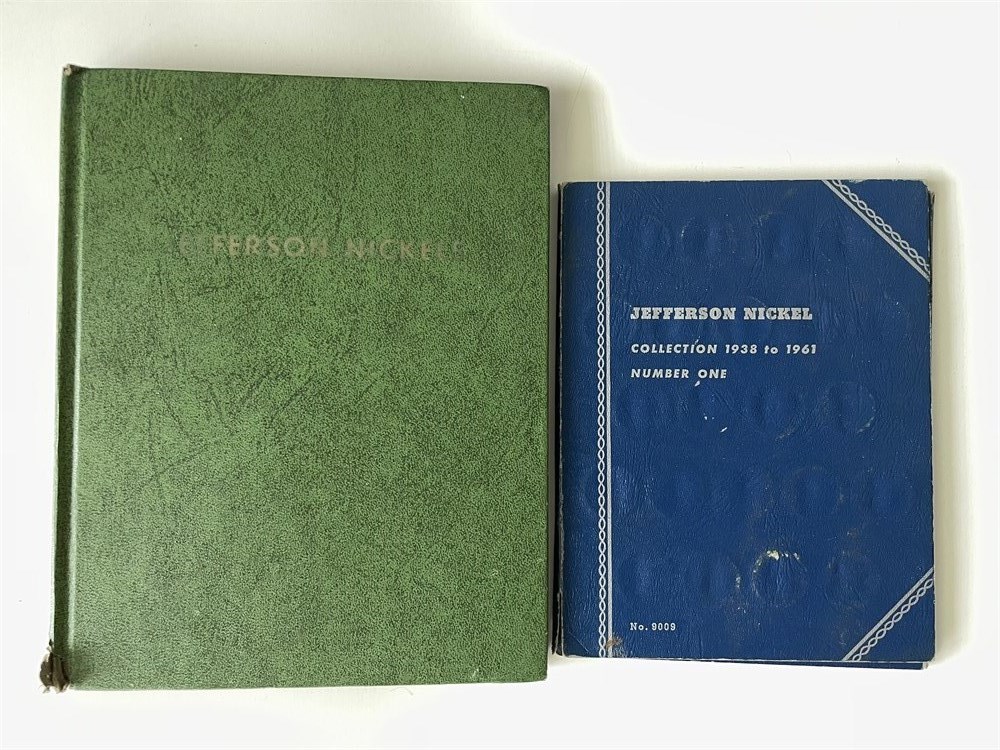 JEFFERSON NICKELS
JEFFERSON NICKEL
COLLECTION 1938 to 1961
NUMBER ONE
No. 9009